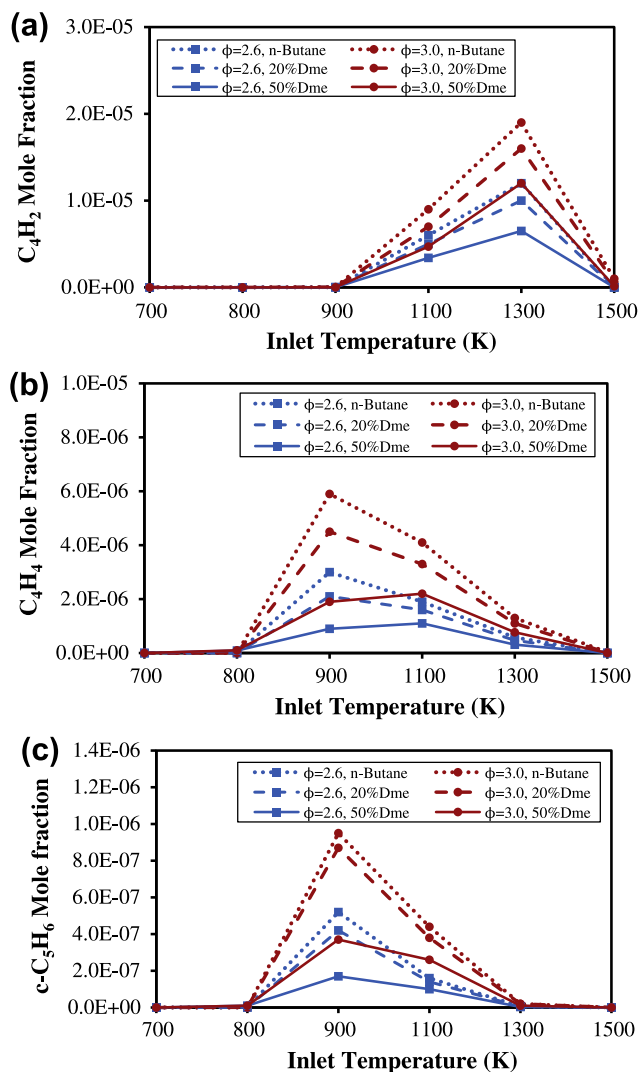 (a)
3.0E-05
2.0E-05
1.0E-05
0.0E+00
C4H2 Mole Fraction
ϕ=2.6, n-Butane
ϕ=3.0, n-Butane
ϕ=2.6, 20%Dme
ϕ=3.0, 20%Dme
ϕ=2.6, 50%Dme
ϕ=3.0, 50%Dme
700 800 900 1100 1300 1500
Inlet Temperature (K)
(b)
1.0E-05
8.0E-06
6.0E-06
4.0E-06
2.0E-06
0.0E+00
C4H4 Mole Fraction
ϕ=2.6, n-Butane
ϕ=3.0, n-Butane
ϕ=2.6, 20%Dme
ϕ=3.0, 20%Dme
ϕ=2.6, 50%Dme
ϕ=3.0, 50%Dme
700 800 900 1100 1300 1500
Inlet Temperature (K)
(c)
1.4E-06
1.2E-06
1.0E-06
8.0E-07
6.0E-07
4.0E-07
2.0E-07
0.0E+00
c-C5H6 Mole fraction
ϕ=2.6, n-Butane
ϕ=3.0, n-Butane
ϕ=2.6, 20%Dme
ϕ=3.0, 20%Dme
ϕ=2.6, 50%Dme
ϕ=3.0, 50%Dme
700 800 900 1100 1300 1500
Inlet Temperature (K)